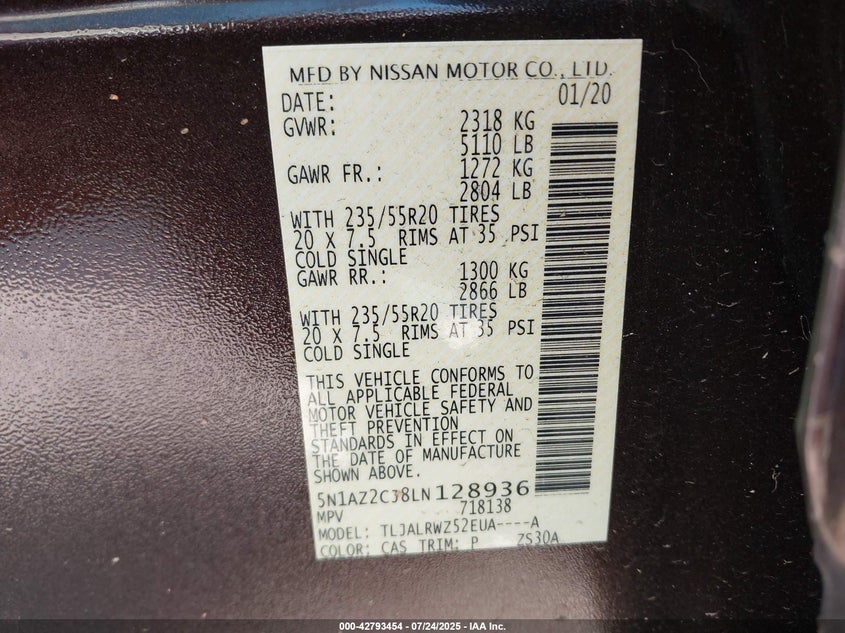 MFD BY NISSAN MOTOR CO., LTD.
DATE: 01/20
GVWR: 2318 KG
5110 LB
GAWR FR.: 1272 KG
2804 LB
WITH 235/55R20 TIRES
20 X 7.5 RIMS AT 35 PSI
COLD SINGLE
GAWR RR.: 1300 KG
2866 LB
WITH 235/55R20 TIRES
20 X 7.5 RIMS AT 35 PSI
COLD SINGLE
THIS VEHICLE CONFORMS TO
ALL APPLICABLE FEDERAL
MOTOR VEHICLE SAFETY AND
THEFT PREVENTION
STANDARDS IN EFFECT ON
THE DATE OF MANUFACTURE
SHOWN ABOVE.
5N1AZ2CJ8LN128936
MPV 718138
MODEL: TLJALRWZ52EUA----A
COLOR: CAS TRIM: P ZS30A
000-42793454 - 07/24/2025 - IAA Inc.